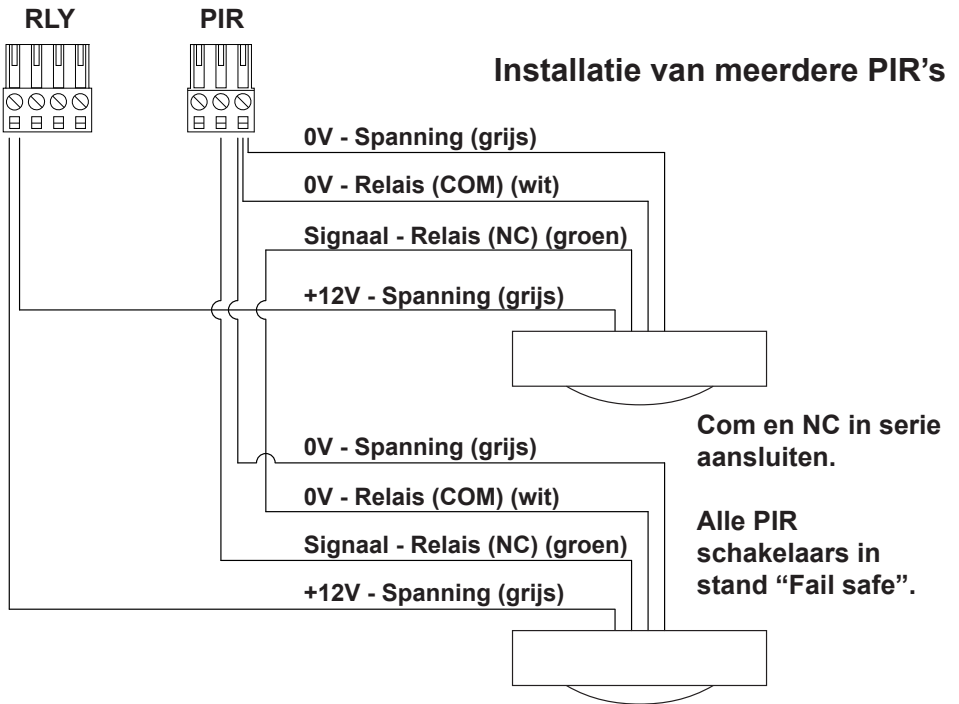 RLY
PIR
Installatie van meerdere PIR's
0V - Spanning (grijs)
0V - Relais (COM) (wit)
Signaal - Relais (NC) (groen)
+12V - Spanning (grijs)
Com en NC in serie
aansluiten.
0V - Spanning (grijs)
0V - Relais (COM) (wit)
Signaal - Relais (NC) (groen)
+12V - Spanning (grijs)
Alle PIR
schakelaars in
stand “Fail safe”.